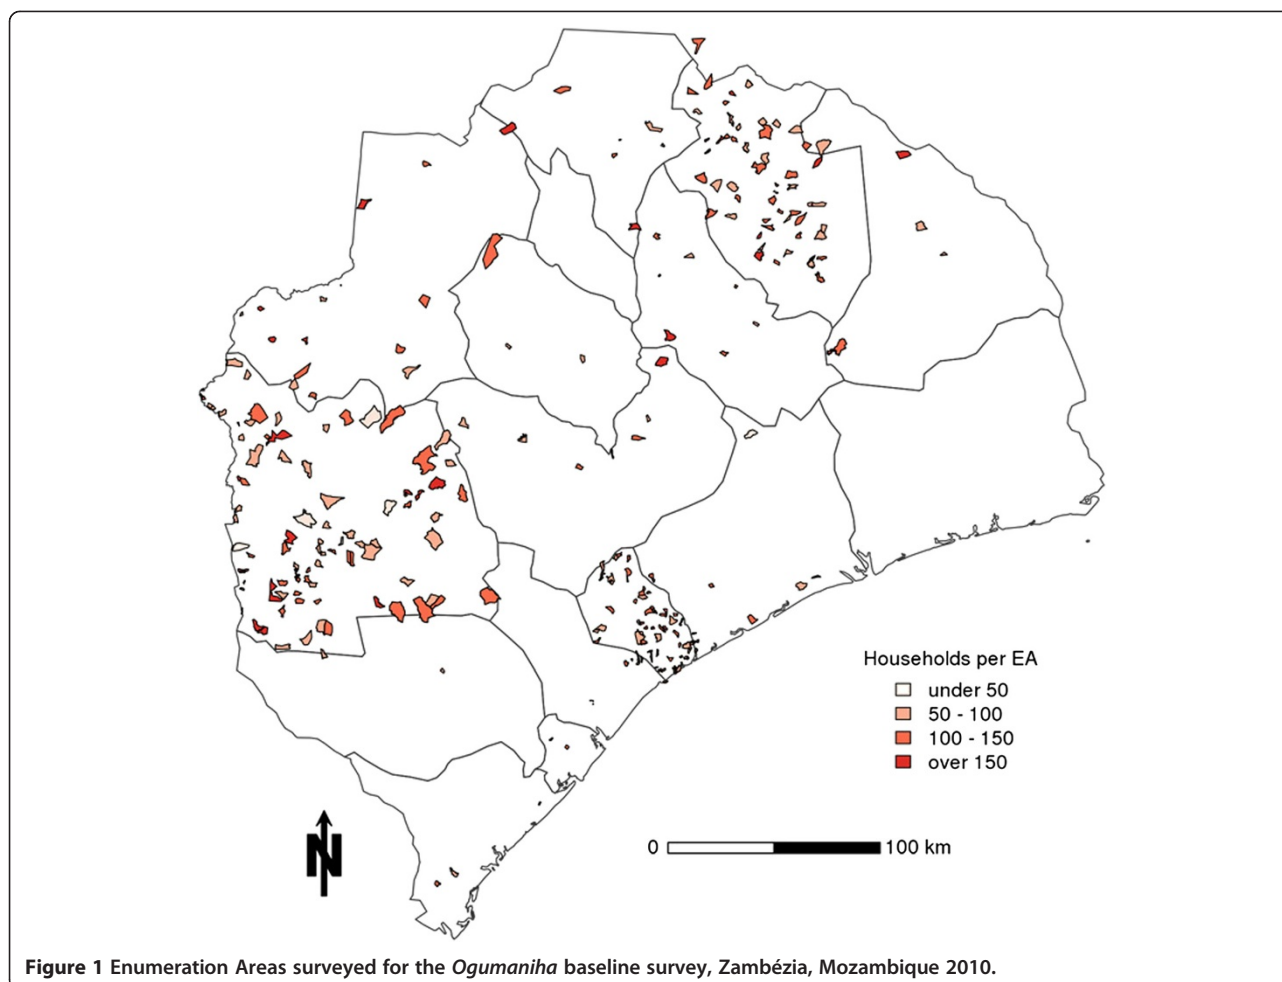 Households per EA
under 50
50 - 100
100 - 150
over 150
N
0 100 km
Figure 1 Enumeration Areas surveyed for the Ogumaniha baseline survey, Zambézia, Mozambique 2010.